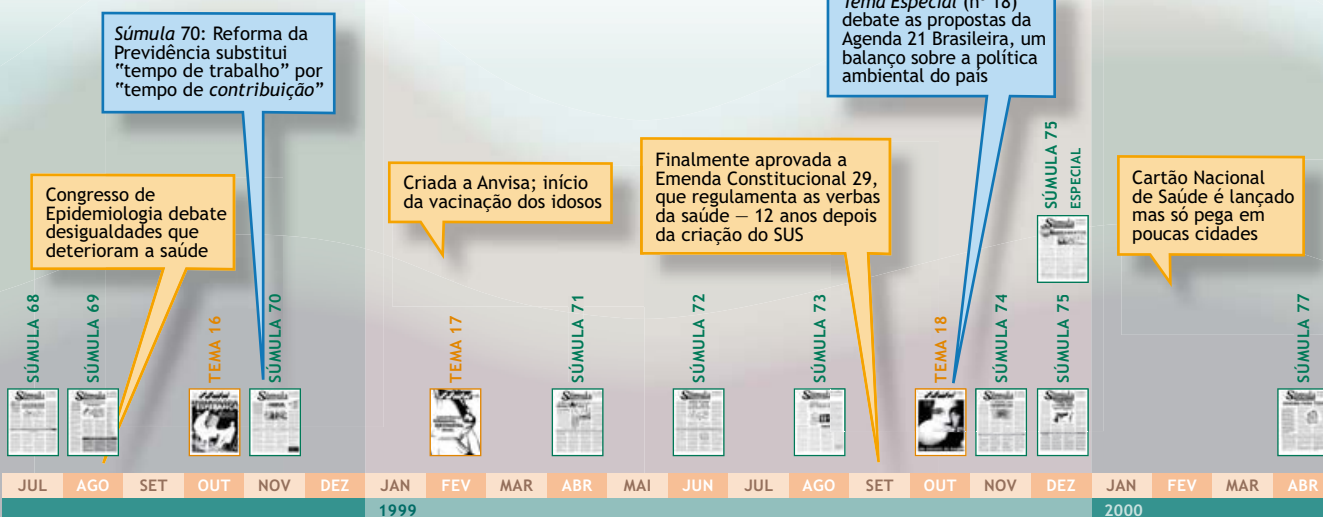 Súmula 70: Reforma da
Previdência substitui
“tempo de trabalho” por
“tempo de contribuição”
Tema Especial (nº 18)
debate as propostas da
Agenda 21 Brasileira, um
balanço sobre a política
ambiental do país
Congresso de
Epidemiologia debate
desigualdades que
deterioram a saúde
Criada a Anvisa; início
da vacinação dos idosos
Finalmente aprovada a
Emenda Constitucional 29,
que regulamenta as verbas
da saúde — 12 anos depois
da criação do SUS
Cartão Nacional
de Saúde é lançado
mas só pega em
poucas cidades
SÚMULA 68
SÚMULA 69
TEMA 16
SÚMULA 70
TEMA 17
SÚMULA 71
SÚMULA 72
SÚMULA 73
TEMA 18
SÚMULA 74
SÚMULA 75
ESPECIAL
SÚMULA 75
SÚMULA 77
JUL AGO SET OUT NOV DEZ JAN FEV MAR ABR MAI JUN JUL AGO SET OUT NOV DEZ JAN FEV MAR ABR
1999 2000